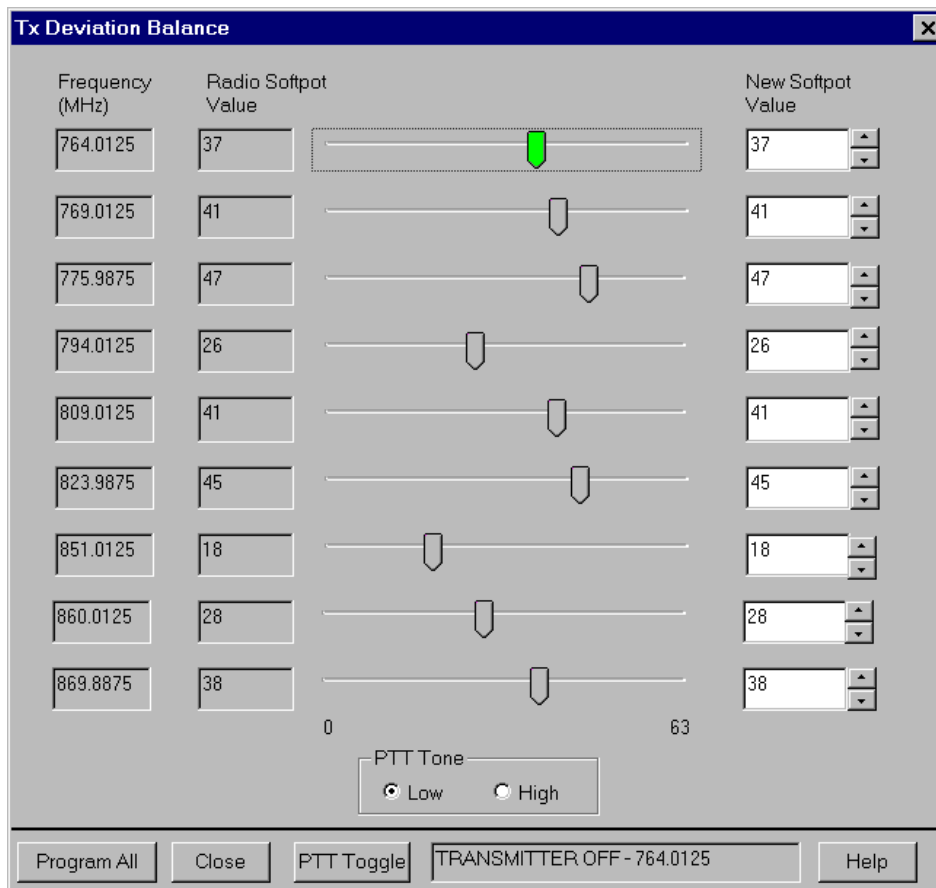 Tx Deviation Balance
Frequency (MHz) Radio Softpot Value New Softpot Value
764.0125 37 37
769.0125 41 41
775.9875 47 47
794.0125 26 26
809.0125 41 41
823.9875 45 45
851.0125 18 18
860.0125 28 28
869.8875 38 38
0 63
PTT Tone
Low High
Program All Close PTT Toggle TRANSMITTER OFF - 764.0125 Help